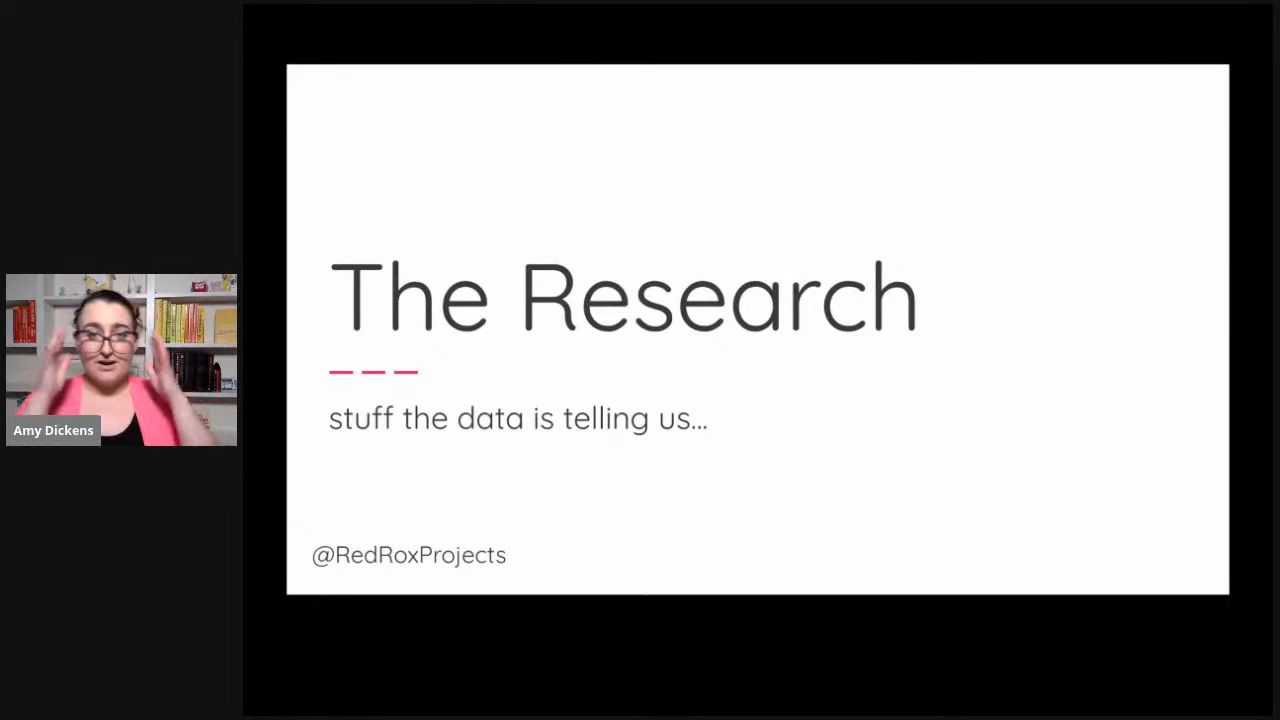 Amy Dickens
The Research
stuff the data is telling us...
@RedRoxProjects